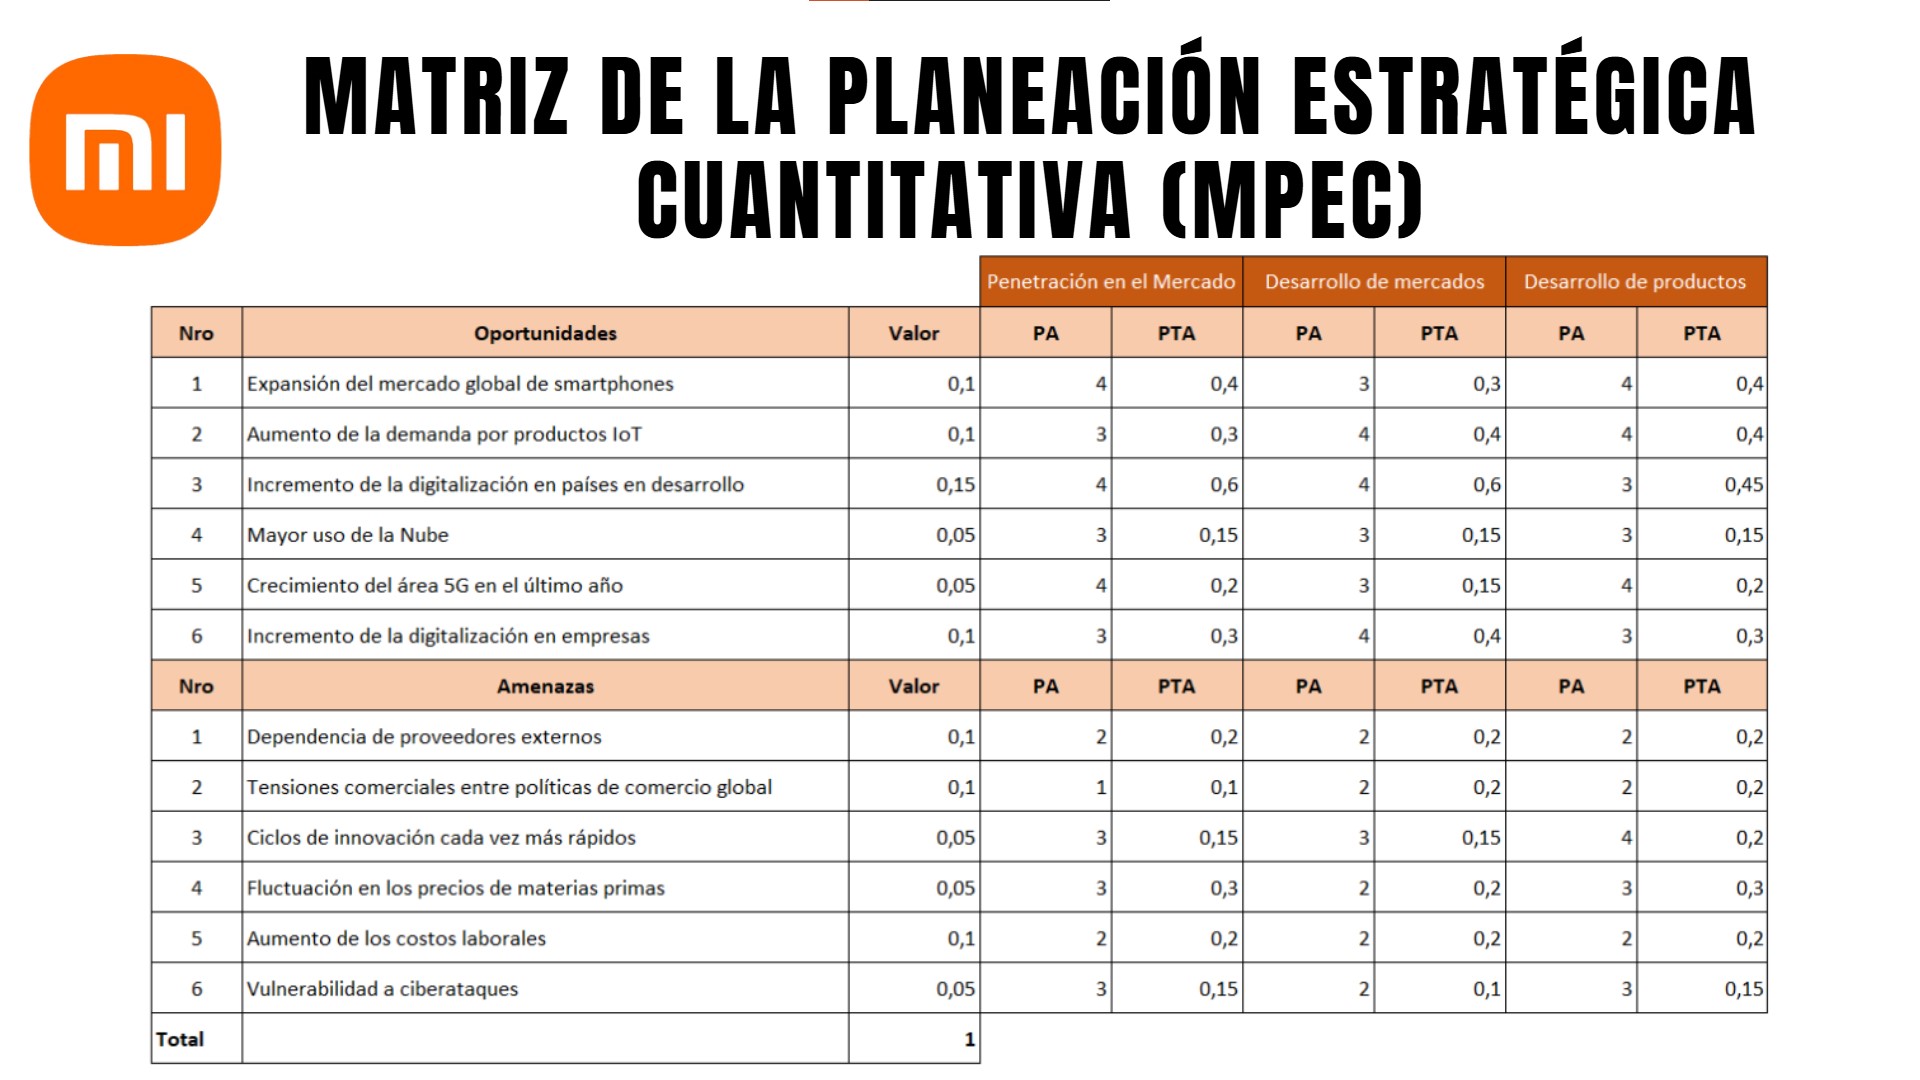 mi
MATRIZ DE LA PLANEACIÓN ESTRATÉGICA
CUANTITATIVA (MPEC)
Penetración en el Mercado Desarrollo de mercados Desarrollo de productos
Nro Oportunidades Valor PA PTA PA PTA PA PTA
1 Expansión del mercado global de smartphones 0,1 4 0,4 3 0,3 4 0,4
2 Aumento de la demanda por productos IoT 0,1 3 0,3 4 0,4 4 0,4
3 Incremento de la digitalización en países en desarrollo 0,15 4 0,6 4 0,6 3 0,45
4 Mayor uso de la Nube 0,05 3 0,15 3 0,15 3 0,15
5 Crecimiento del área 5G en el último año 0,05 4 0,2 3 0,15 4 0,2
6 Incremento de la digitalización en empresas 0,1 3 0,3 4 0,4 3 0,3
Nro Amenazas Valor PA PTA PA PTA PA PTA
1 Dependencia de proveedores externos 0,1 2 0,2 2 0,2 2 0,2
2 Tensiones comerciales entre políticas de comercio global 0,1 1 0,1 2 0,2 2 0,2
3 Ciclos de innovación cada vez más rápidos 0,05 3 0,15 3 0,15 4 0,2
4 Fluctuación en los precios de materias primas 0,05 3 0,3 2 0,2 3 0,3
5 Aumento de los costos laborales 0,1 2 0,2 2 0,2 2 0,2
6 Vulnerabilidad a ciberataques 0,05 3 0,15 2 0,1 3 0,15
Total 1